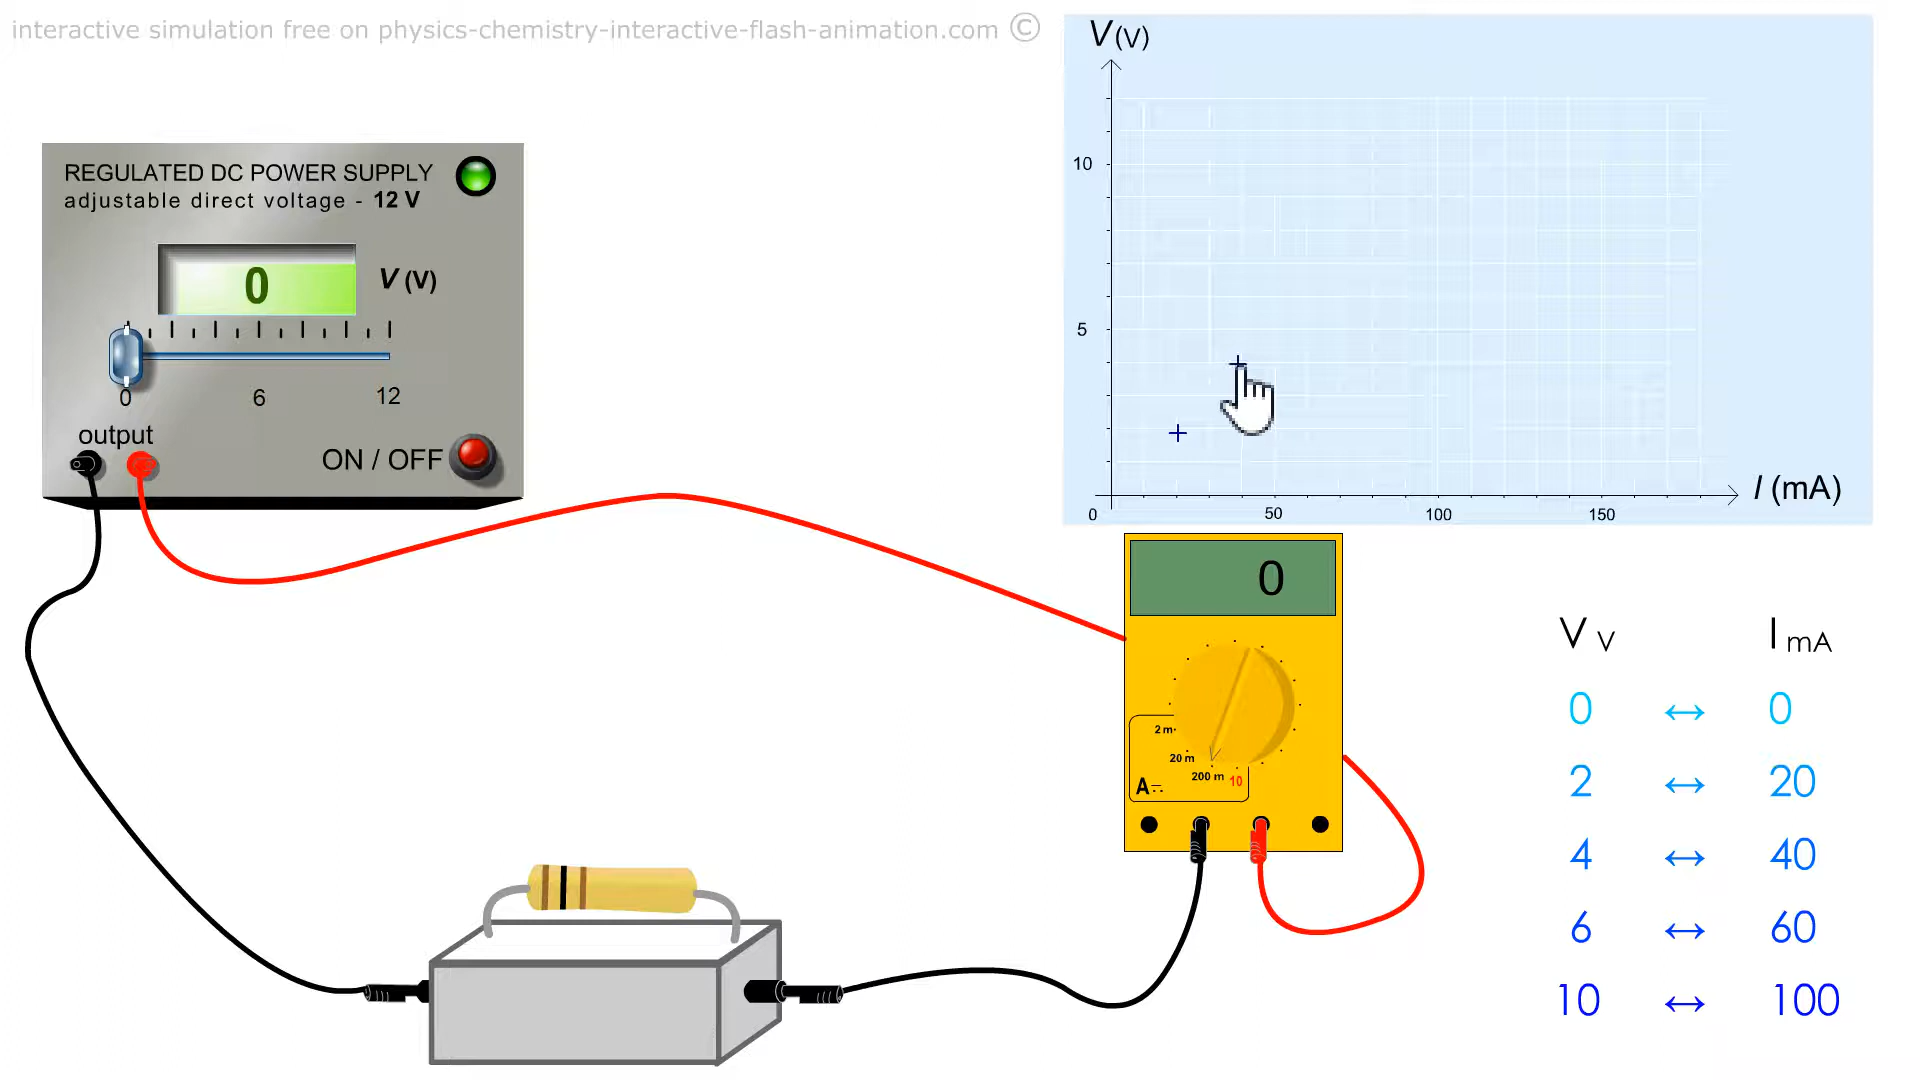 interactive simulation free on physics-chemistry-interactive-flash-animation.com ©
REGULATED DC POWER SUPPLY
adjustable direct voltage - 12 V
0
V (V)
0 6 12
output
ON / OFF
V (V)
10
5
0 50 100 150
I (mA)
0
2 m
20 m
200 m 10
A
V V I mA
0 ↔ 0
2 ↔ 20
4 ↔ 40
6 ↔ 60
10 ↔ 100